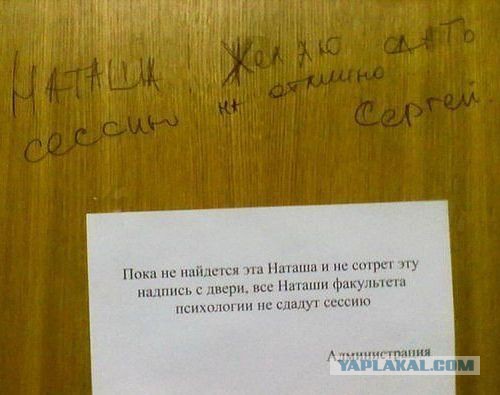 НАТАША Желаю сдать
сессию на отлично
Сергей
Пока не найдется эта Наташа и не сотрет эту
надпись с двери, все Наташи факультета
психологии не сдадут сессию
Администрация
YAPLAKAL.COM